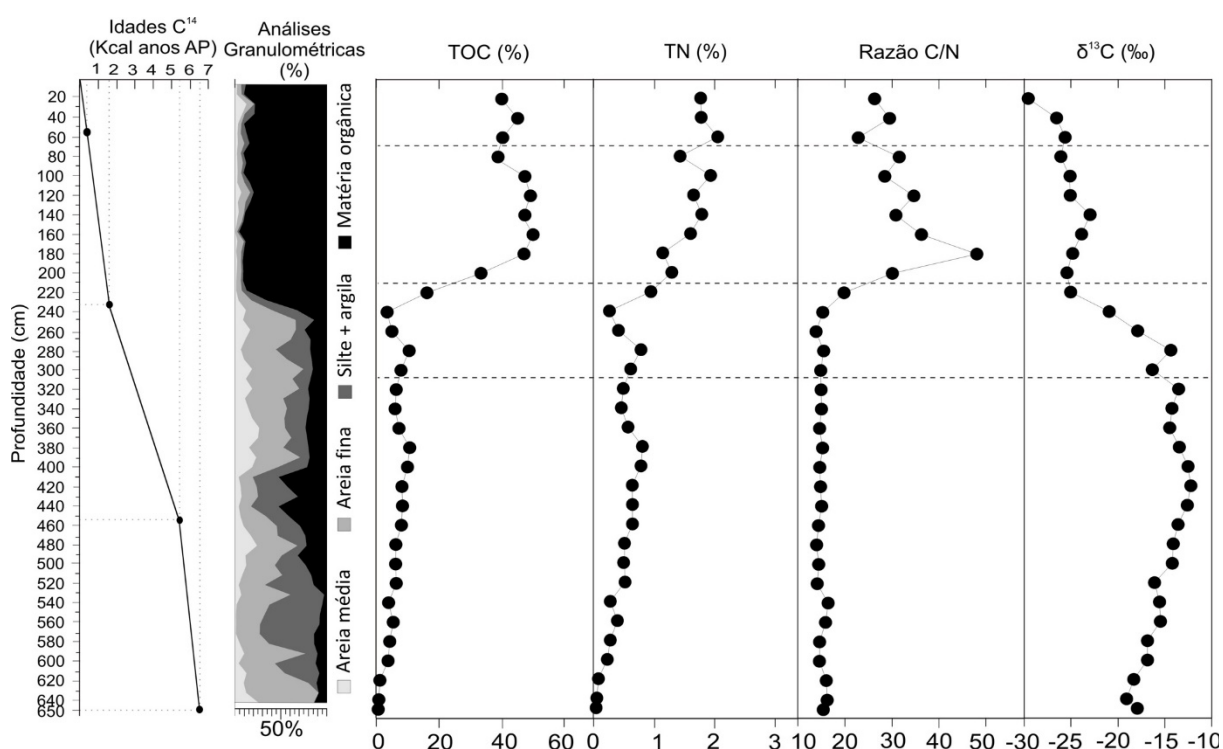 Idades C¹⁴
(Kcal anos AP)
1 2 3 4 5 6 7
Análises
Granulométricas
(%)
TOC (%)
TN (%)
Razão C/N
δ¹³C (‰)
Profundidade (cm)
20
40
60
80
100
120
140
160
180
200
220
240
260
280
300
320
340
360
380
400
420
440
460
480
500
520
540
560
580
600
620
640
650
50%
Areia média
Areia fina
Silte + argila
Matéria orgânica
0 20 40 60
0 1 2 3
10 20 30 40 50
-30 -25 -20 -15 -10